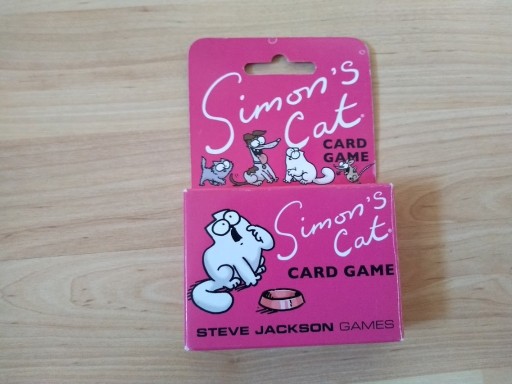 Simon's
Cat®
CARD
GAME
Simon's
Cat®
CARD GAME
STEVE JACKSON GAMES